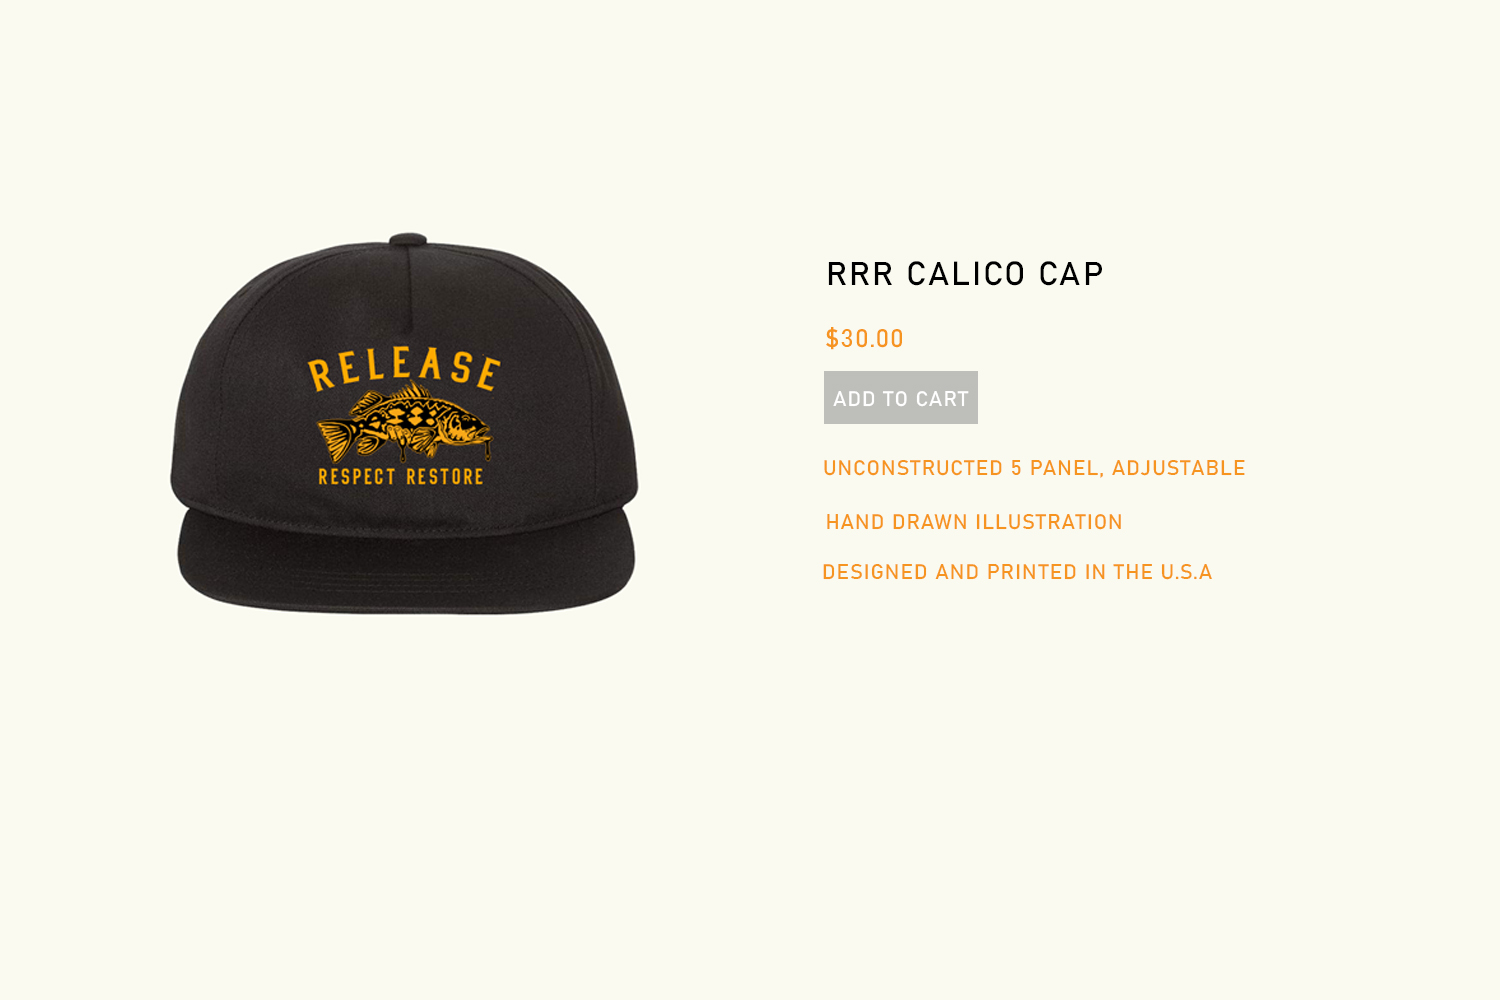 RELEASE
RESPECT RESTORE
RRR CALICO CAP
$30.00
ADD TO CART
UNCONSTRUCTED 5 PANEL, ADJUSTABLE
HAND DRAWN ILLUSTRATION
DESIGNED AND PRINTED IN THE U.S.A